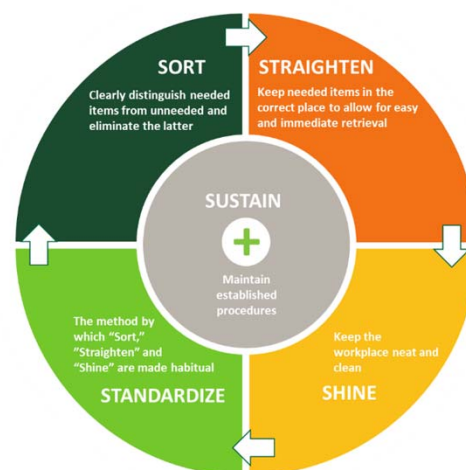 SORT
Clearly distinguish needed
items from unneeded and
eliminate the latter
STRAIGHTEN
Keep needed items in the
correct place to allow for easy
and immediate retrieval
SUSTAIN
+
Maintain
established
procedures
The method by
which “Sort,”
”Straighten” and
“Shine” are made habitual
STANDARDIZE
Keep the
workplace neat and
clean
SHINE